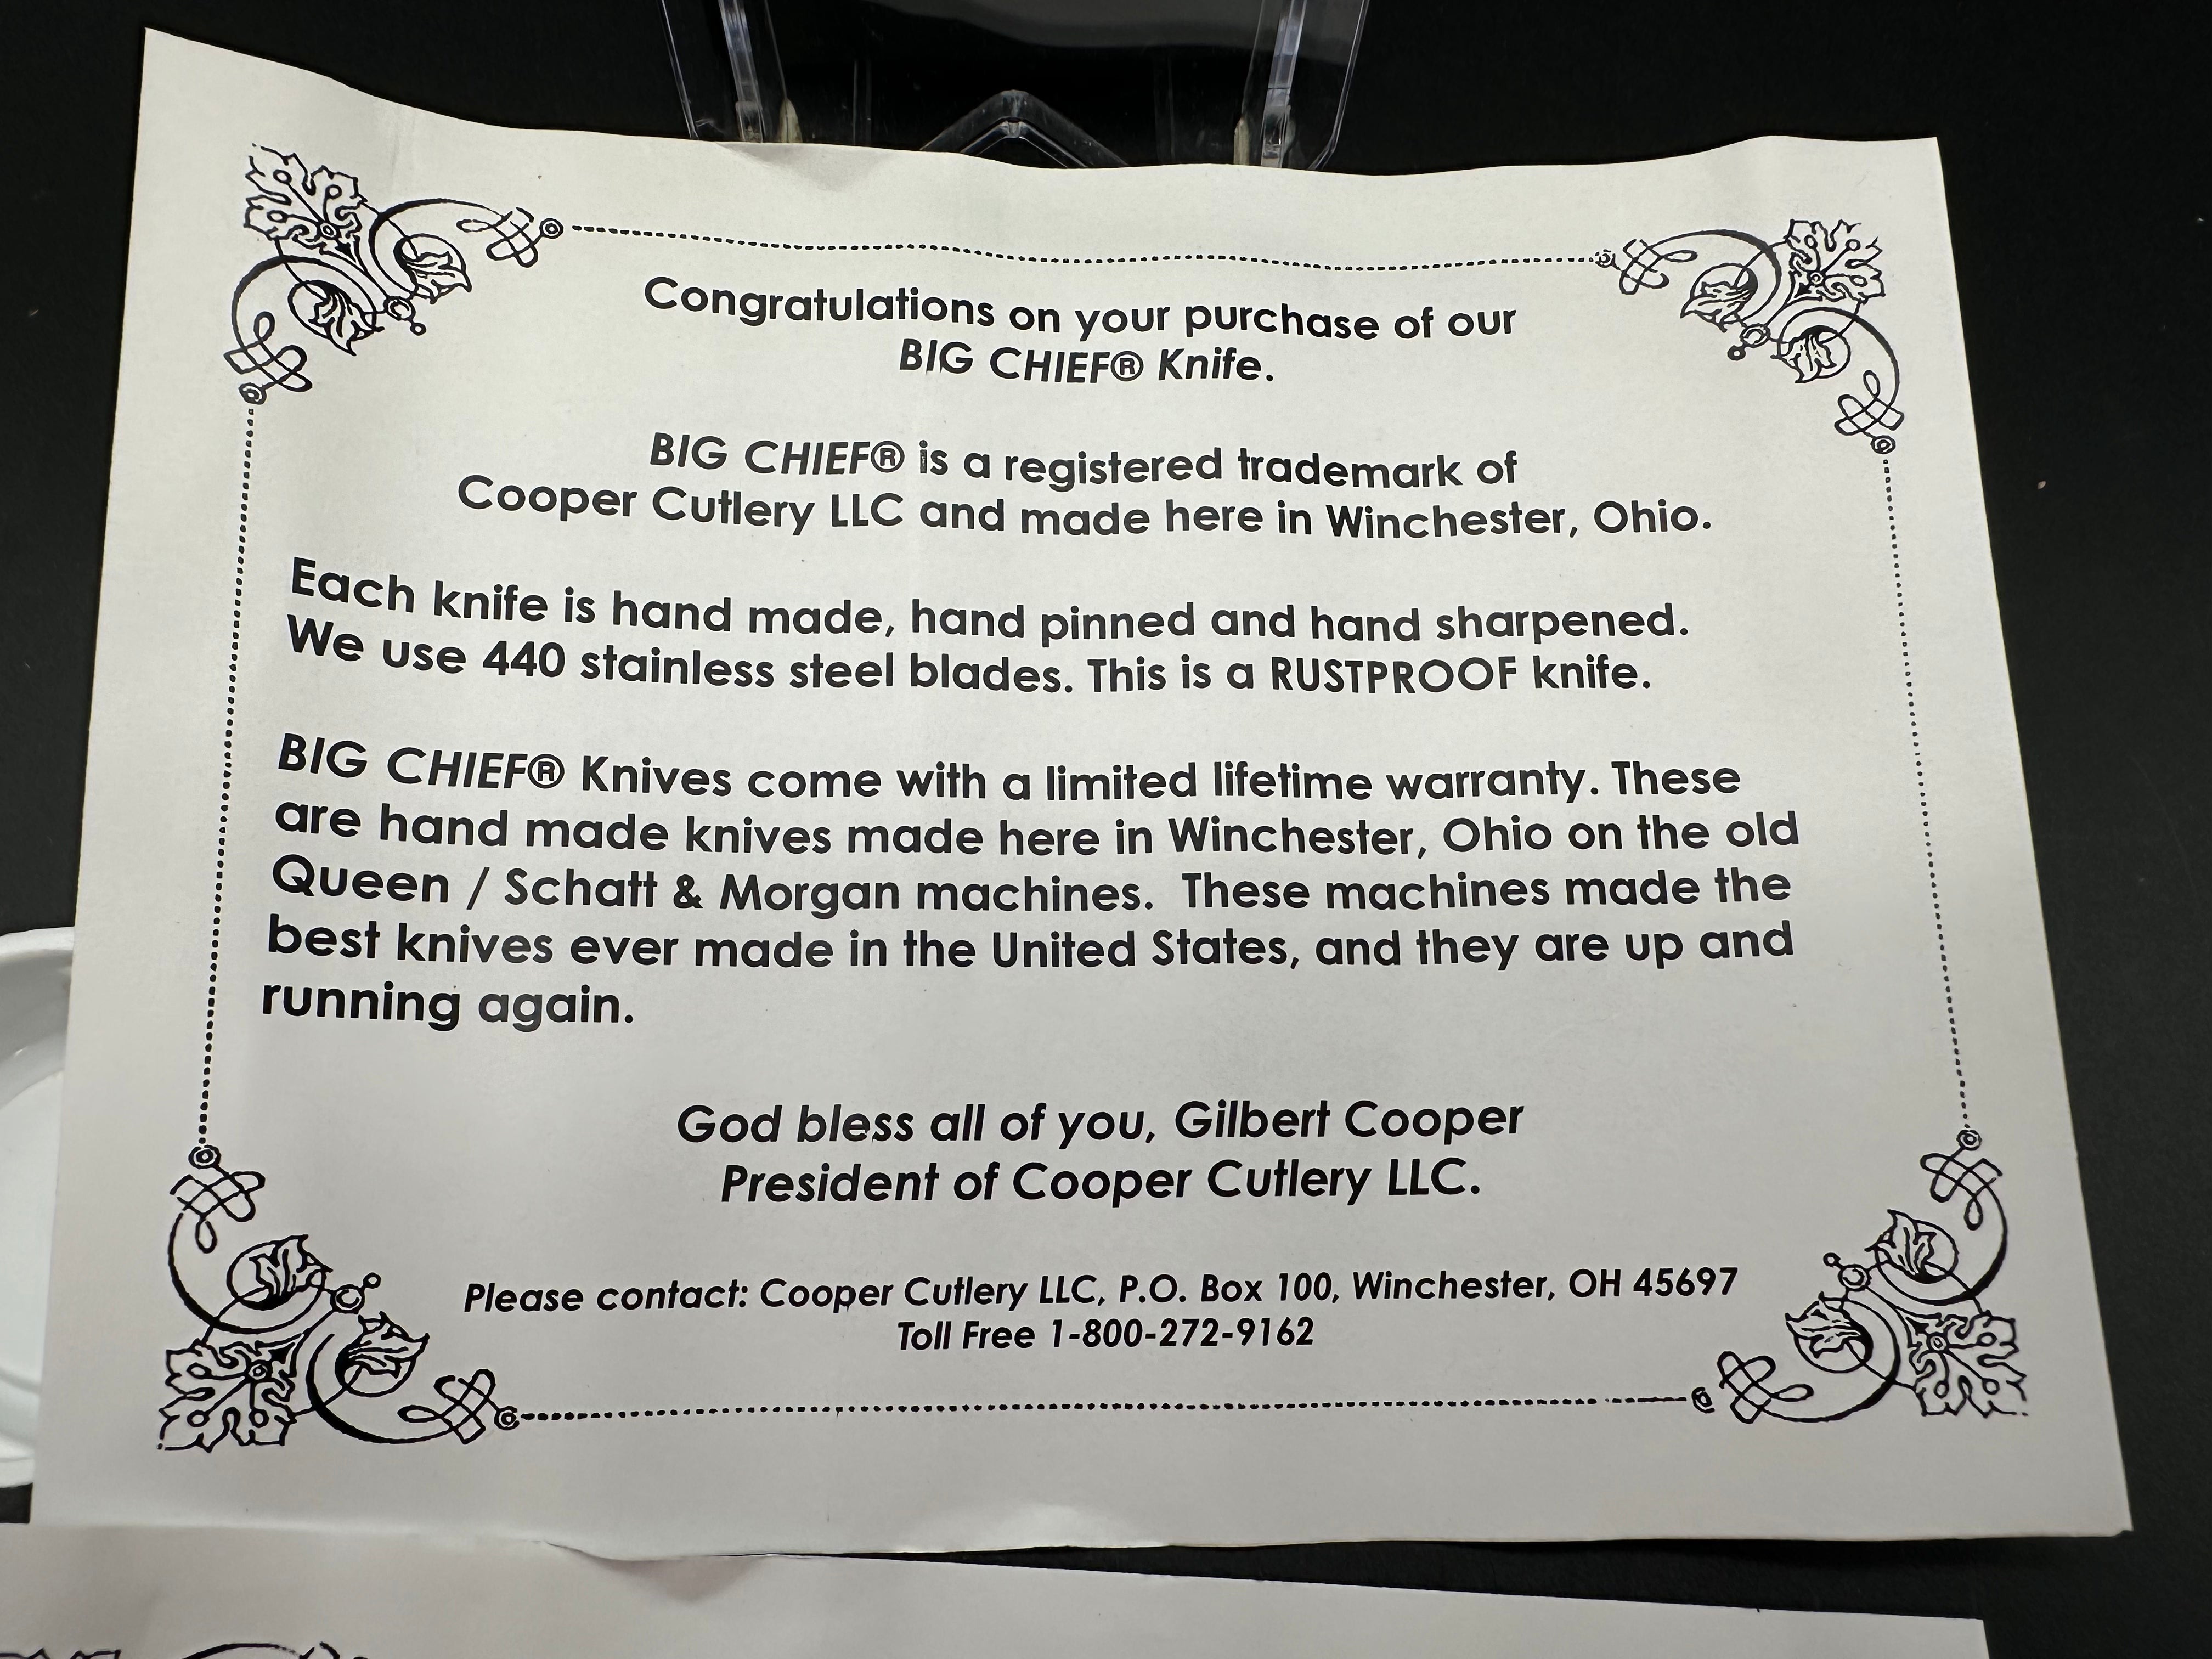 Congratulations on your purchase of our
BIG CHIEF® Knife.
BIG CHIEF® is a registered trademark of
Cooper Cutlery LLC and made here in Winchester, Ohio.
Each knife is hand made, hand pinned and hand sharpened.
We use 440 stainless steel blades. This is a RUSTPROOF knife.
BIG CHIEF® Knives come with a limited lifetime warranty. These
are hand made knives made here in Winchester, Ohio on the old
Queen / Schatt & Morgan machines.  These machines made the
best knives ever made in the United States, and they are up and
running again.
God bless all of you, Gilbert Cooper
President of Cooper Cutlery LLC.
Please contact: Cooper Cutlery LLC, P.O. Box 100, Winchester, OH 45697
Toll Free 1-800-272-9162